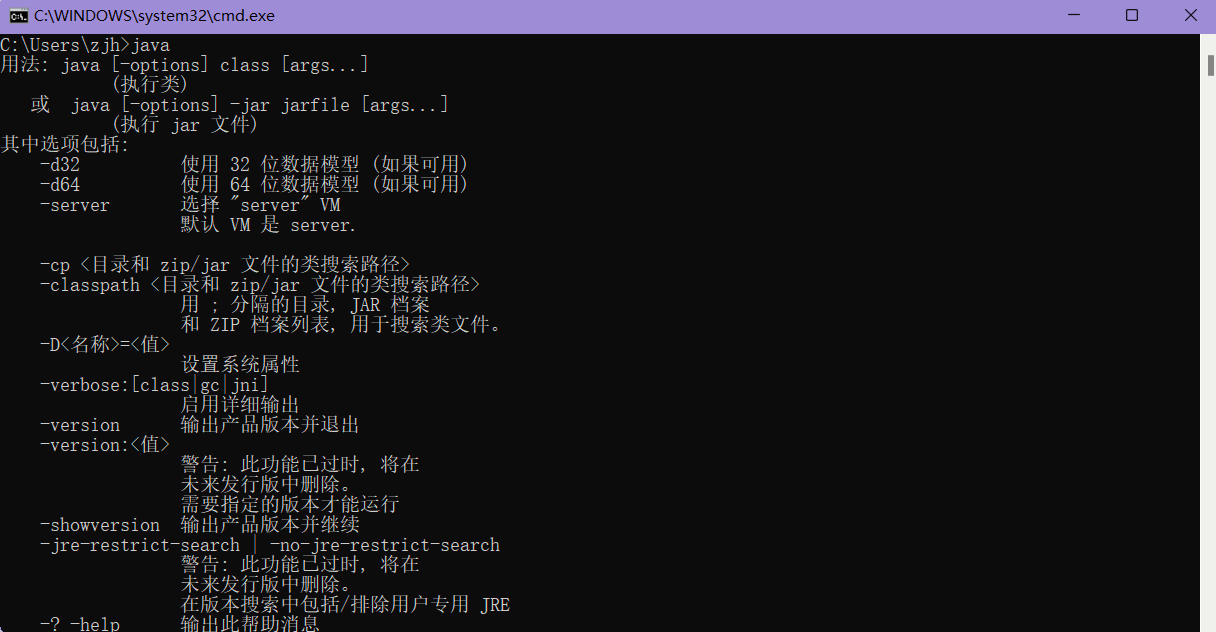 C:\WINDOWS\system32\cmd.exe
C:\Users\zjh>java
用法: java [-options] class [args...]
(执行类)
或 java [-options] -jar jarfile [args...]
(执行 jar 文件)
其中选项包括:
-d32 使用 32 位数据模型 (如果可用)
-d64 使用 64 位数据模型 (如果可用)
-server 选择 "server" VM
默认 VM 是 server.
-cp <目录和 zip/jar 文件的类搜索路径>
-classpath <目录和 zip/jar 文件的类搜索路径>
用 ; 分隔的目录, JAR 档案
和 ZIP 档案列表, 用于搜索类文件。
-D<名称>=<值>
设置系统属性
-verbose:[class|gc|jni]
启用详细输出
-version 输出产品版本并退出
-version:<值>
警告: 此功能已过时, 将在
未来发行版中删除。
需要指定的版本才能运行
-showversion 输出产品版本并继续
-jre-restrict-search | -no-jre-restrict-search
警告: 此功能已过时, 将在
未来发行版中删除。
在版本搜索中包括/排除用户专用 JRE
-? -help 输出此帮助消息